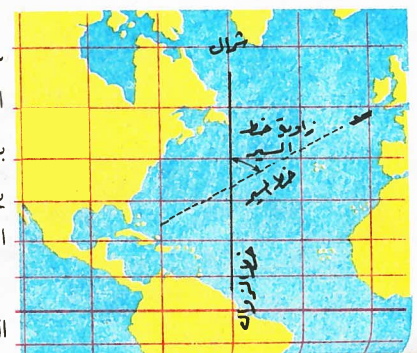 شمال
زاوية خط
السير
خط السير
خط الزوال